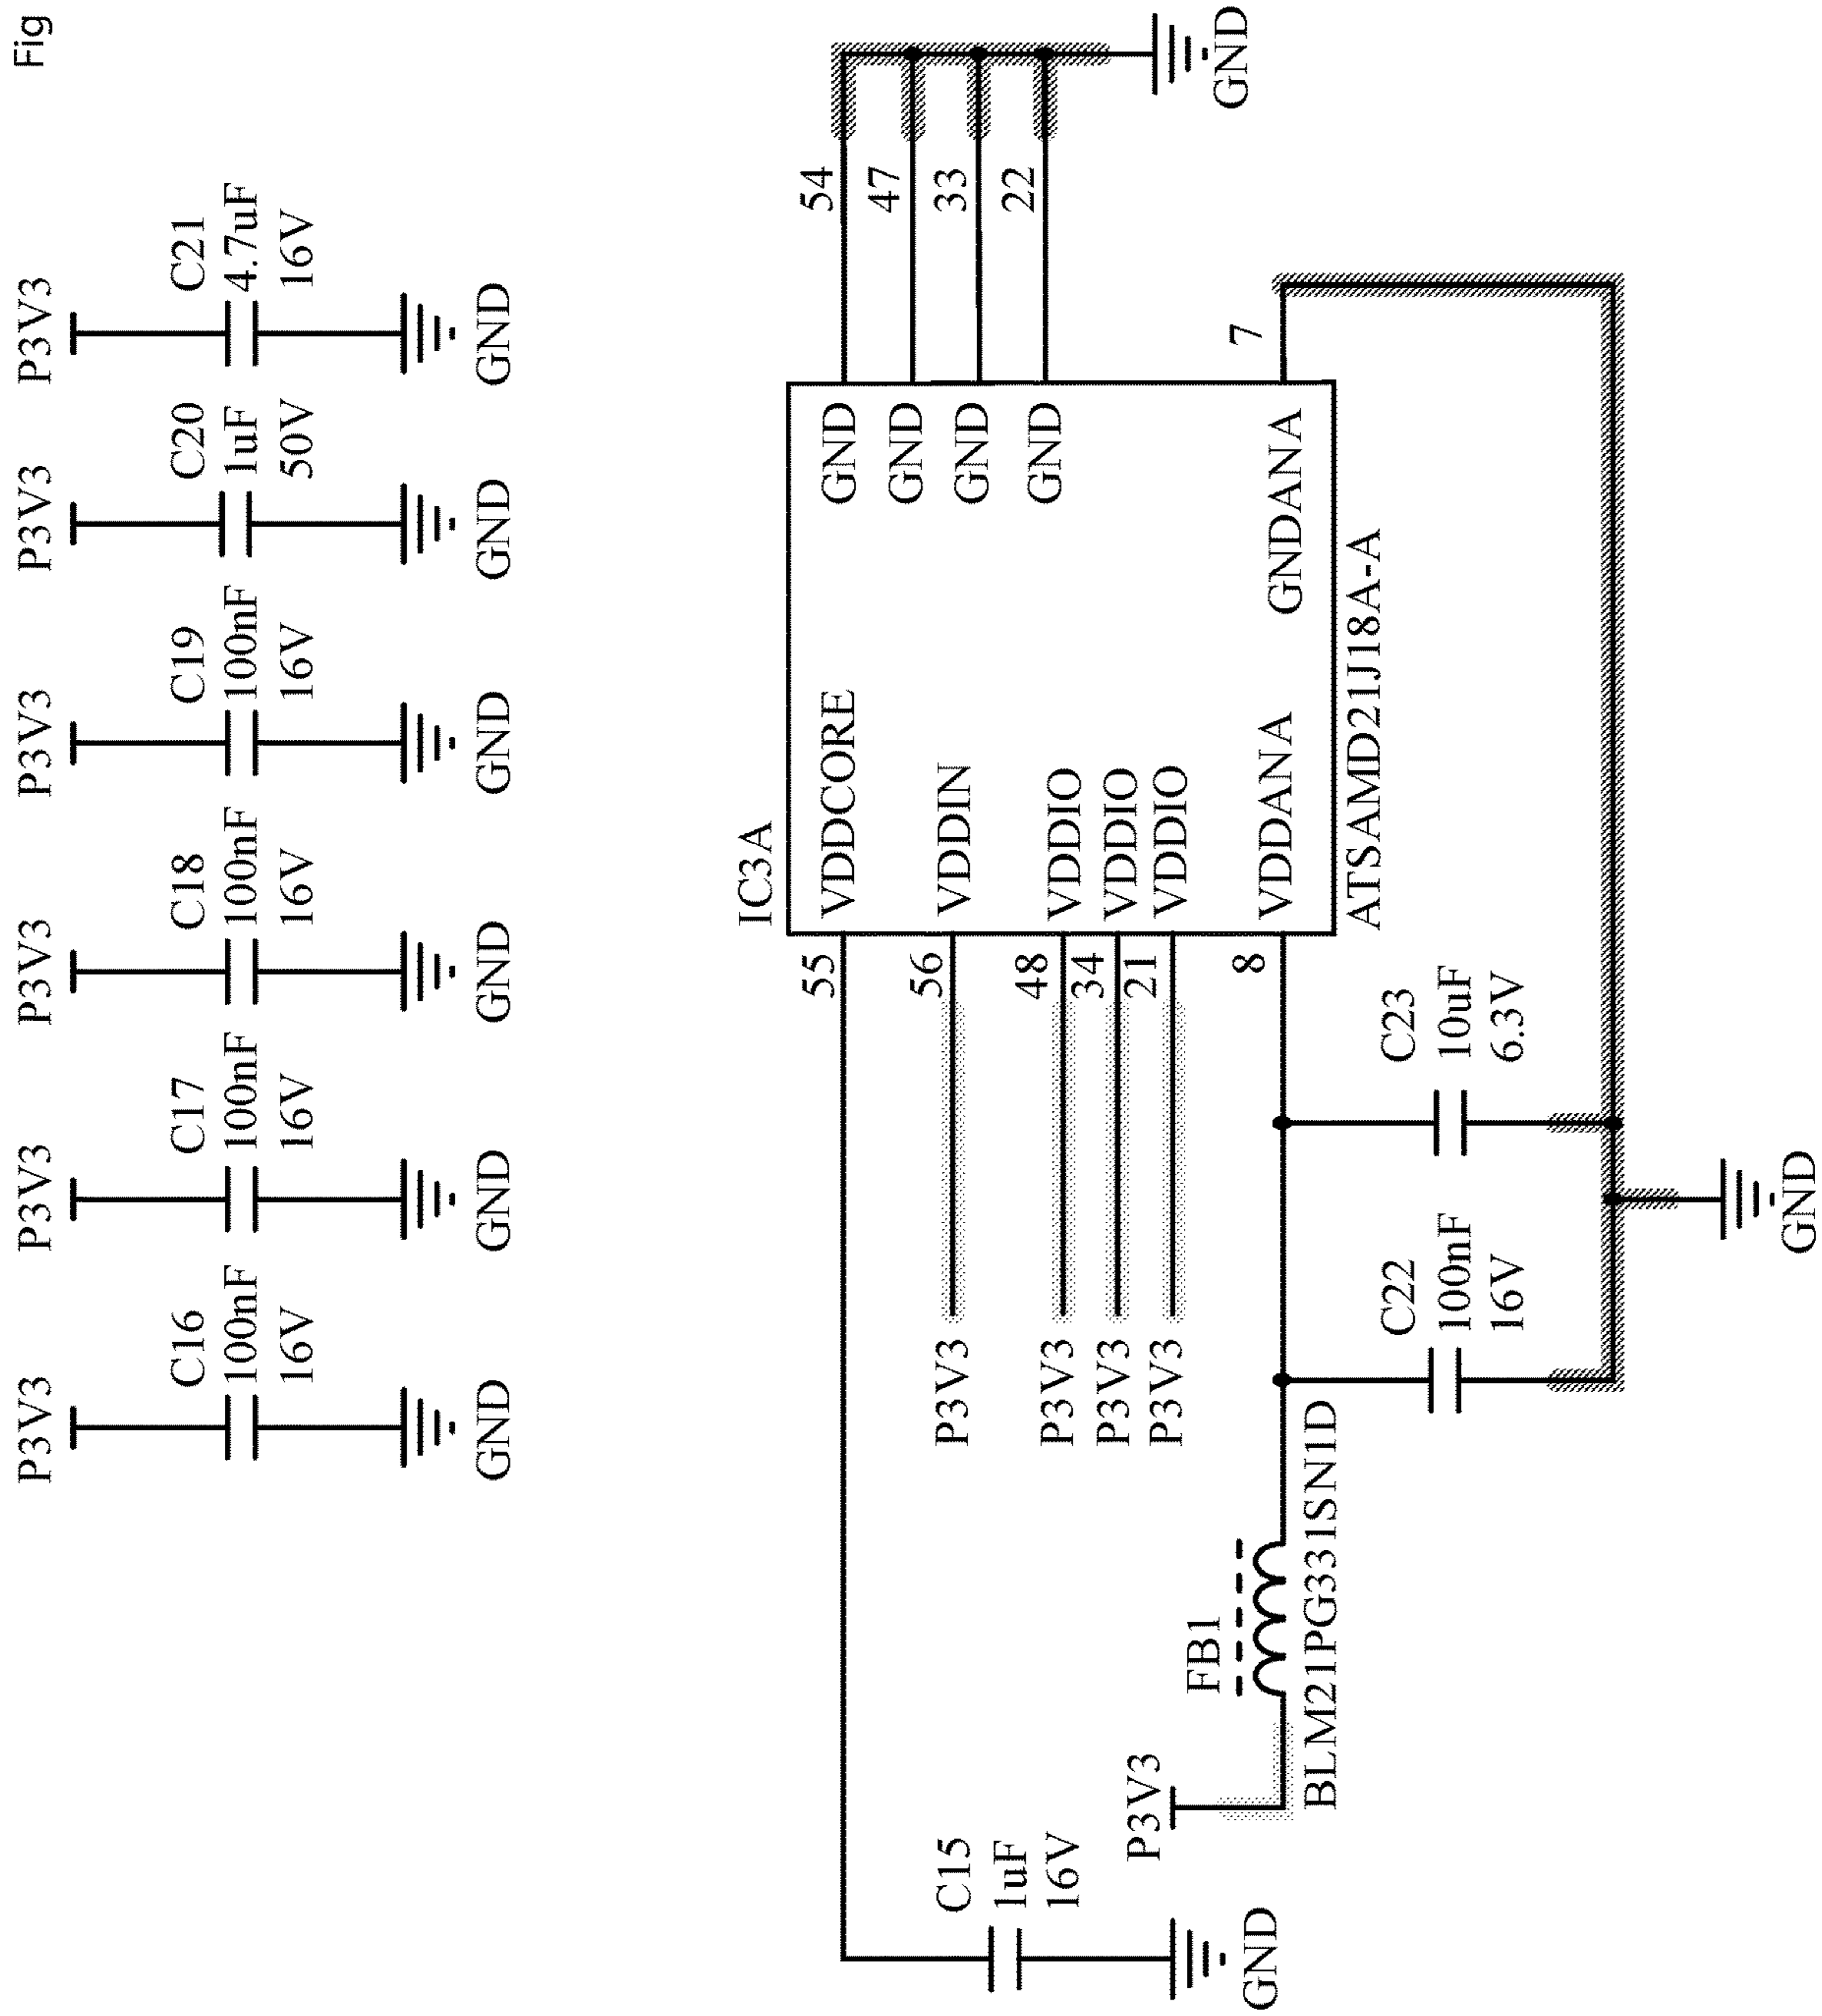 Fig
P3V3
C16
100nF
16V
GND
P3V3
C17
100nF
16V
GND
P3V3
C18
100nF
16V
GND
P3V3
C19
100nF
16V
GND
P3V3
C20
1uF
50V
GND
P3V3
C21
4.7uF
16V
GND
IC3A
55
VDDCORE
GND
54
P3V3
56
VDDIN
GND
47
GND
33
P3V3
48
VDDIO
GND
22
P3V3
34
VDDIO
P3V3
21
VDDIO
8
VDDANA
GNDANA
7
ATSAMD21J18A-A
C15
1uF
16V
GND
P3V3
FB1
BLM21PG331SN1D
C22
100nF
16V
C23
10uF
6.3V
GND
GND